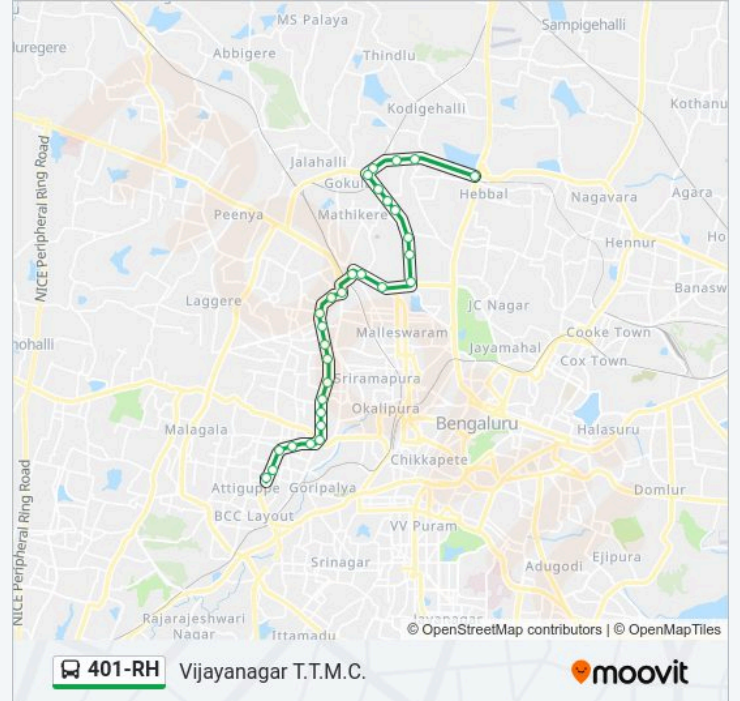 MS Palaya
Sampigehalli
uregere
Abbigere
Thindlu
Kodigehalli
Kothanu
NICE Peripheral Ring Road
Jalahalli
Gokul
Hebbal
Nagavara
Agara
Peenya
Mathikere
Hennur
Ho
Laggere
Banasw
JC Nagar
ohalli
Malleswaram
Cooke Town
Jayamahal
Cox Town
Sriramapura
Okalipura
Bengaluru
Malagala
Halasuru
Chikkapete
NICE Peripheral Ring Road
Attiguppe
Goripalya
Domlur
BCC Layout
VV Puram
Srinagar
Adugodi
Ejipura
Rajarajeshwari
Nagar
Jayanagar
Ittamadu
© OpenStreetMap contributors | © OpenMapTiles
401-RH Vijayanagar T.T.M.C.
moovit